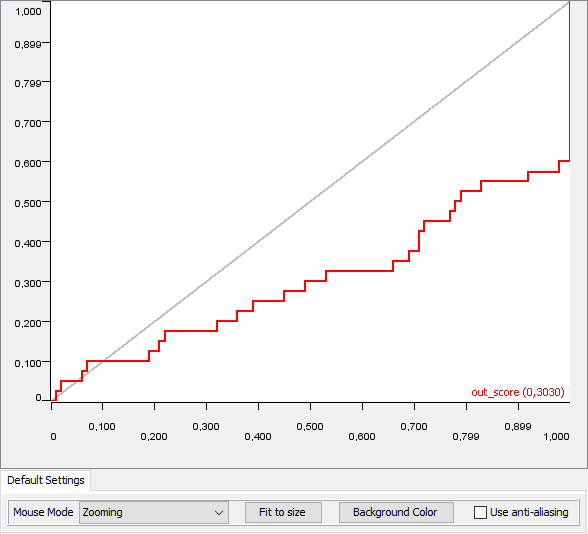 1,000
0,899
0,799
0,700
0,600
0,500
0,400
0,300
0,200
0,100
0
out_score (0,3030)
0,100 0,300 0,500 0,700 0,899
0 0,200 0,400 0,600 0,799 1,000
Default Settings
Mouse Mode Zooming Fit to size Background Color Use anti-aliasing